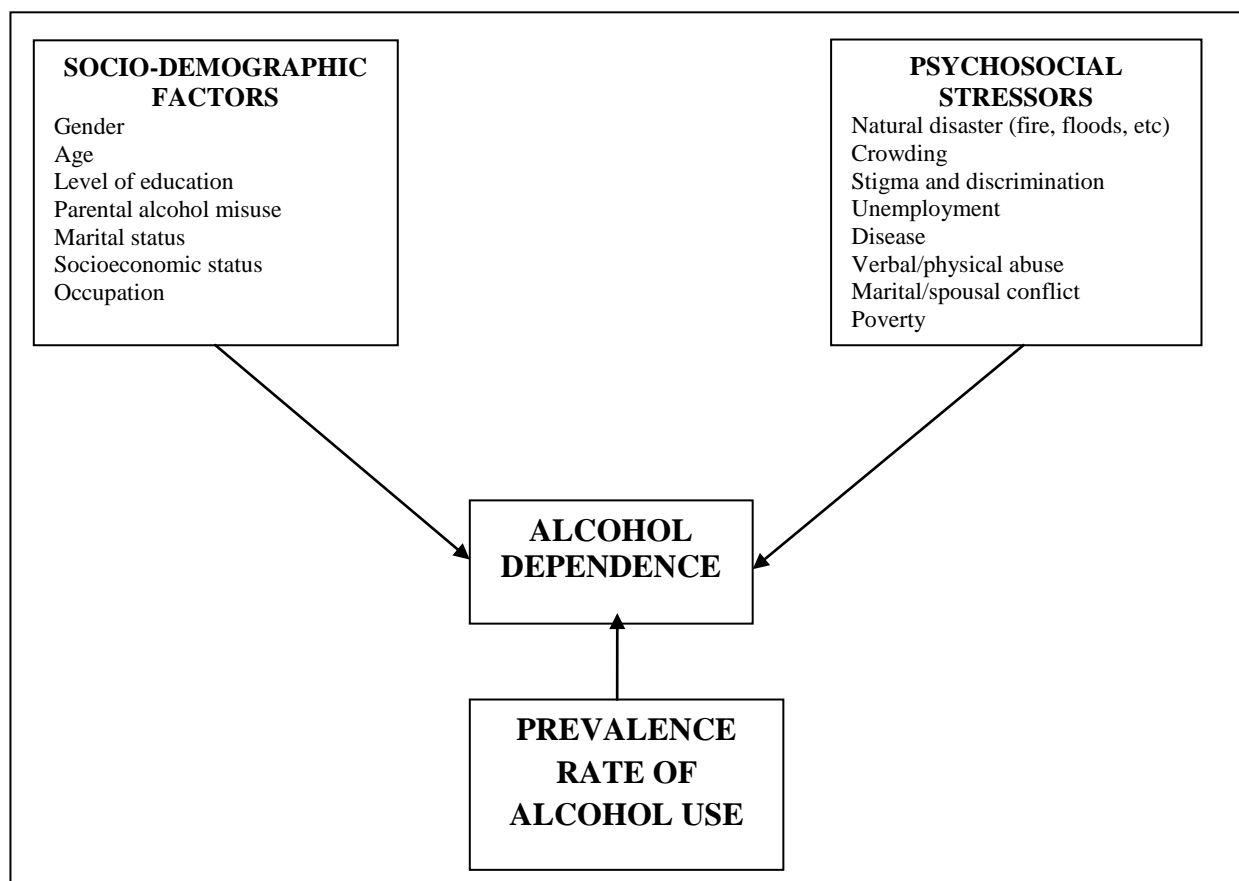 SOCIO-DEMOGRAPHIC
FACTORS
Gender
Age
Level of education
Parental alcohol misuse
Marital status
Socioeconomic status
Occupation
PSYCHOSOCIAL
STRESSORS
Natural disaster (fire, floods, etc)
Crowding
Stigma and discrimination
Unemployment
Disease
Verbal/physical abuse
Marital/spousal conflict
Poverty
ALCOHOL
DEPENDENCE
PREVALENCE
RATE OF
ALCOHOL USE